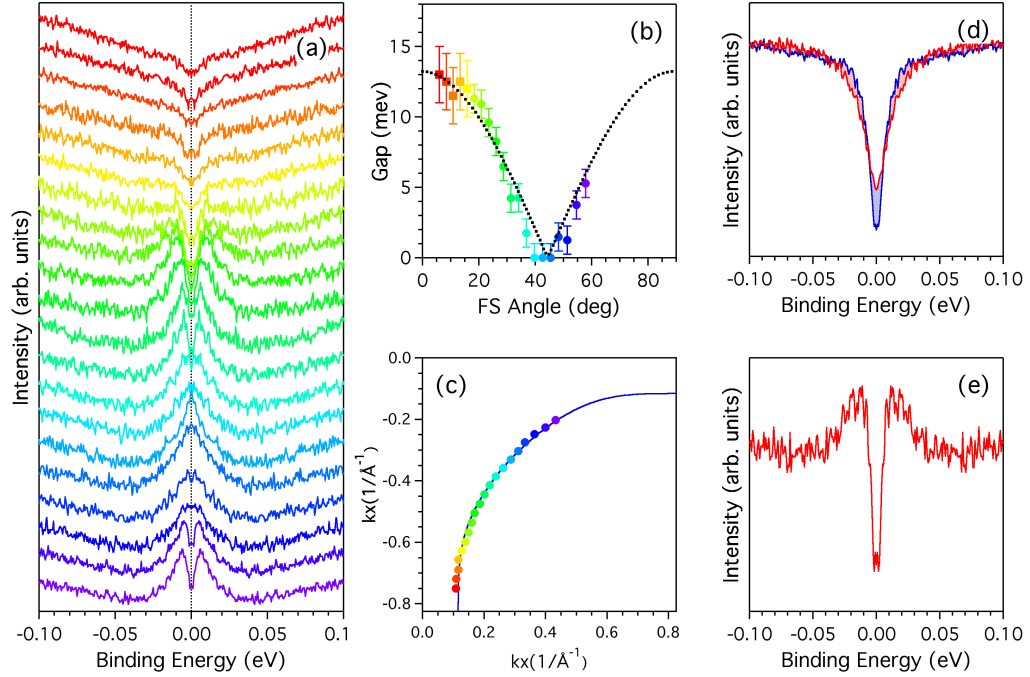 (a)
Intensity (arb. units)
-0.10
-0.05
0.00
0.05
0.1
Binding Energy (eV)
(b)
15
10
5
0
Gap (mev)
0
20
40
60
80
FS Angle (deg)
(c)
0.0
-0.2
-0.4
-0.6
-0.8
kx(1/Å⁻¹)
0.0
0.2
0.4
0.6
0.8
kx(1/Å⁻¹)
(d)
Intensity (arb. units)
-0.10
-0.05
0.00
0.05
0.10
Binding Energy (eV)
(e)
Intensity (arb. units)
-0.10
-0.05
0.00
0.05
0.10
Binding Energy (eV)